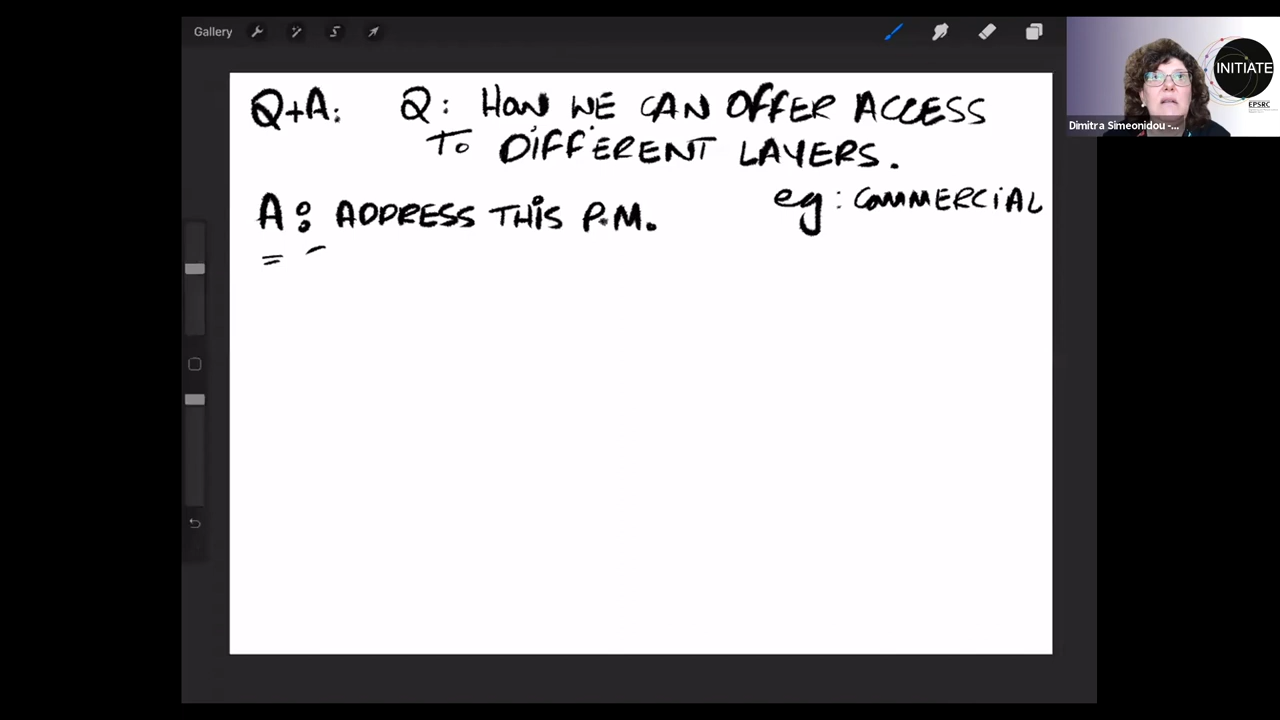 Gallery
INITIATE
EPSRC
Dimitra Simeonidou -...
Q+A: Q: HOW WE CAN OFFER ACCESS
TO DIFFERENT LAYERS.
eg: COMMERCIAL
A: ADDRESS THIS P.M.